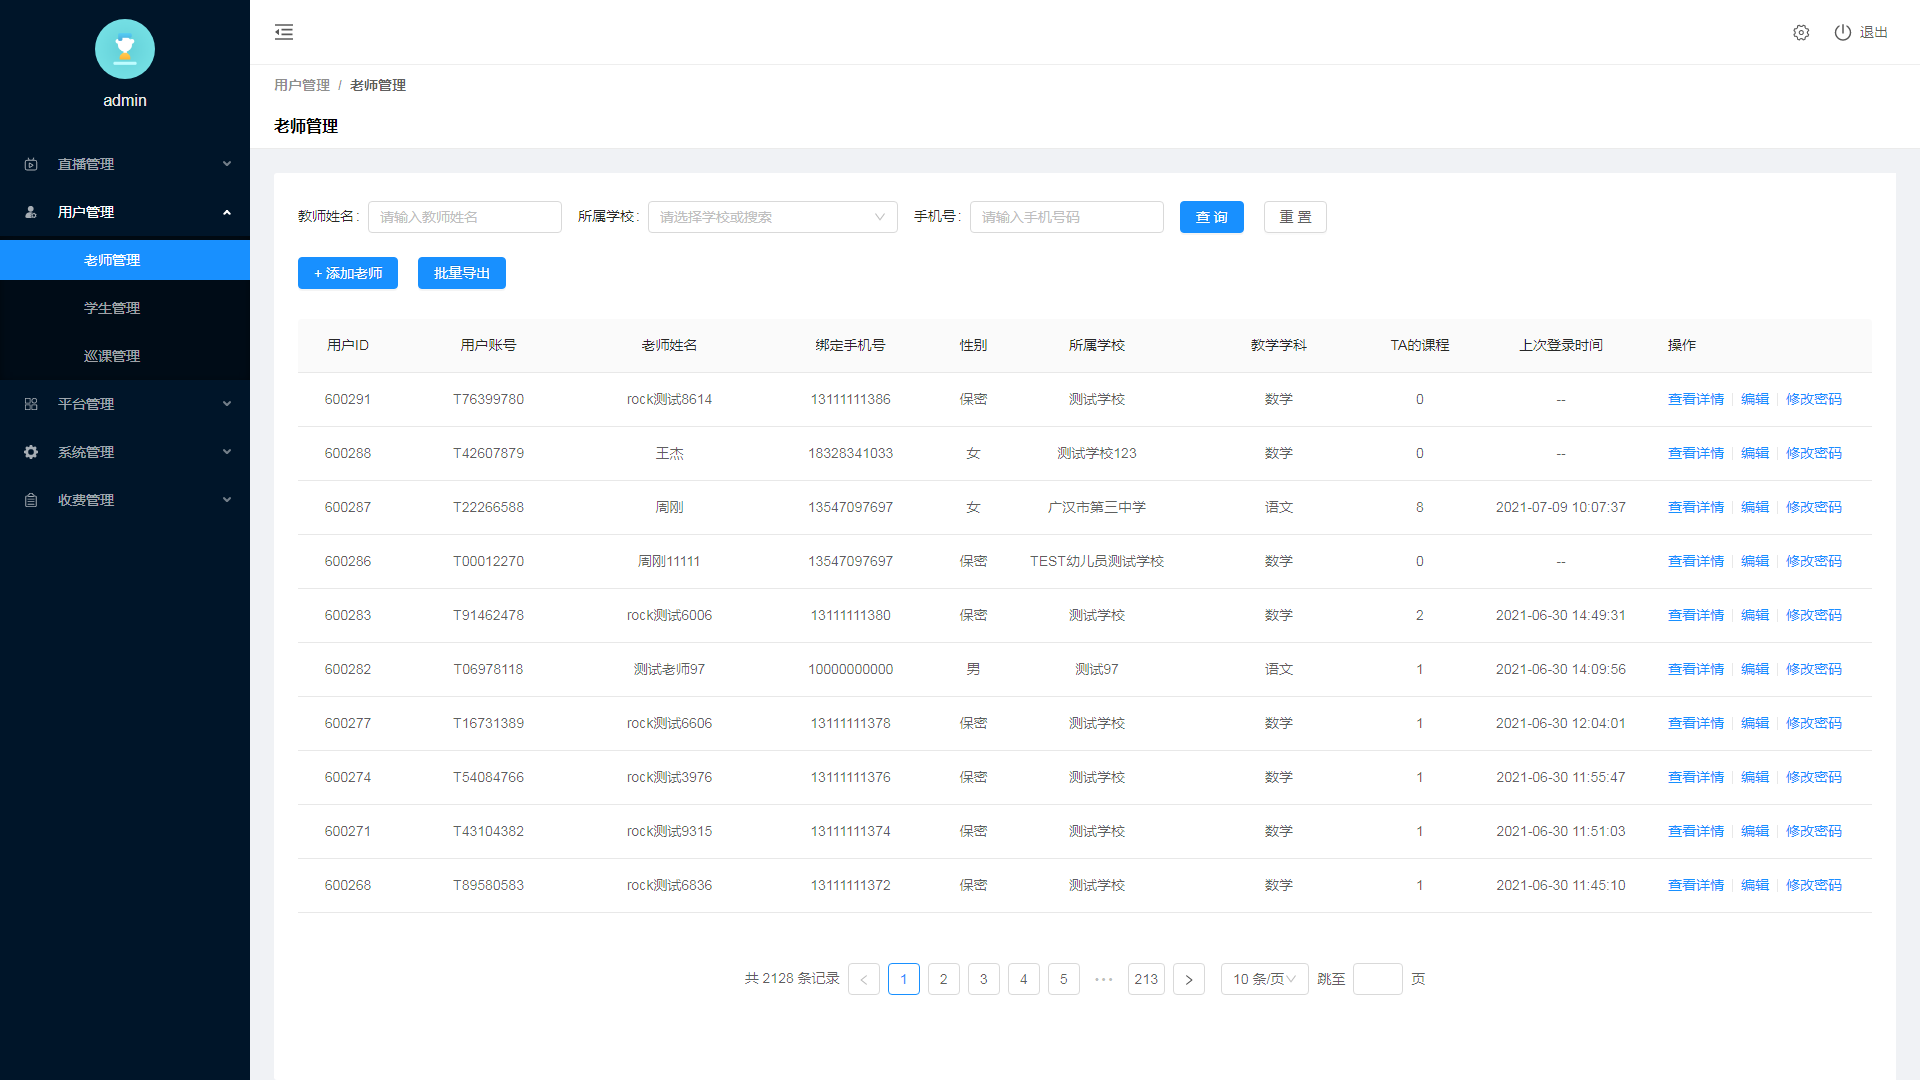 admin
直播管理
用户管理
老师管理
学生管理
巡课管理
平台管理
系统管理
收费管理
退出
用户管理 / 老师管理
老师管理
教师姓名: 请输入教师姓名 所属学校: 请选择学校或搜索 手机号: 请输入手机号码 查 询 重 置
+ 添加老师 批量导出
用户ID 用户账号 老师姓名 绑定手机号 性别 所属学校 教学学科 TA的课程 上次登录时间 操作
600291 T76399780 rock测试8614 13111111386 保密 测试学校 数学 0 -- 查看详情 编辑 修改密码
600288 T42607879 王杰 18328341033 女 测试学校123 数学 0 -- 查看详情 编辑 修改密码
600287 T22266588 周刚 13547097697 女 广汉市第三中学 语文 8 2021-07-09 10:07:37 查看详情 编辑 修改密码
600286 T00012270 周刚11111 13547097697 保密 TEST幼儿员测试学校 数学 0 -- 查看详情 编辑 修改密码
600283 T91462478 rock测试6006 13111111380 保密 测试学校 数学 2 2021-06-30 14:49:31 查看详情 编辑 修改密码
600282 T06978118 测试老师97 10000000000 男 测试97 语文 1 2021-06-30 14:09:56 查看详情 编辑 修改密码
600277 T16731389 rock测试6606 13111111378 保密 测试学校 数学 1 2021-06-30 12:04:01 查看详情 编辑 修改密码
600274 T54084766 rock测试3976 13111111376 保密 测试学校 数学 1 2021-06-30 11:55:47 查看详情 编辑 修改密码
600271 T43104382 rock测试9315 13111111374 保密 测试学校 数学 1 2021-06-30 11:51:03 查看详情 编辑 修改密码
600268 T89580583 rock测试6836 13111111372 保密 测试学校 数学 1 2021-06-30 11:45:10 查看详情 编辑 修改密码
共 2128 条记录 < 1 2 3 4 5 ••• 213 > 10 条/页 跳至 页